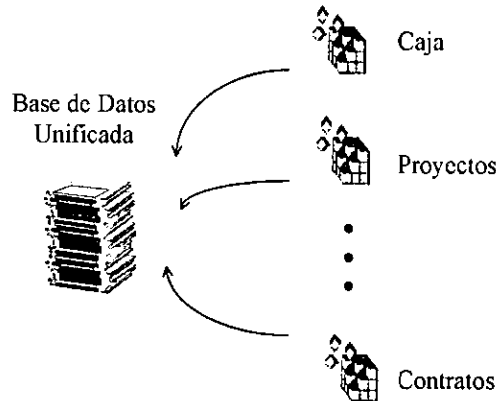 Caja
Base de Datos
Unificada
Proyectos
Contratos